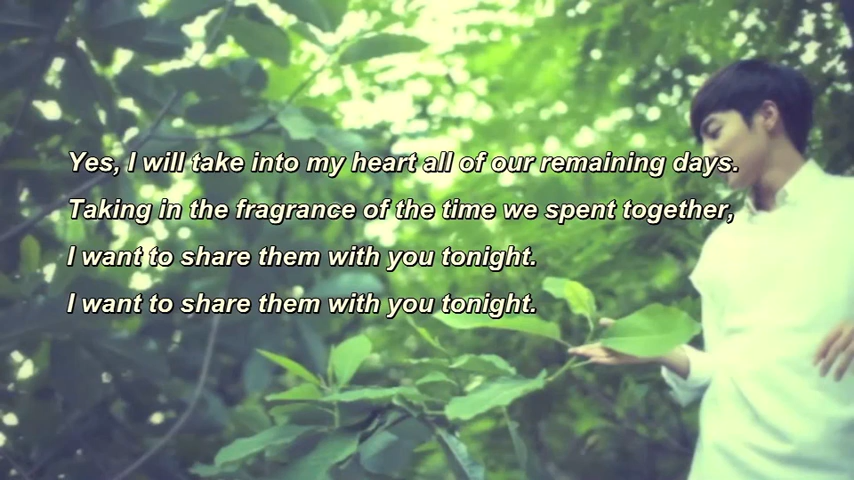 Yes, I will take into my heart all of our remaining days.
Taking in the fragrance of the time we spent together,
I want to share them with you tonight.
I want to share them with you tonight.